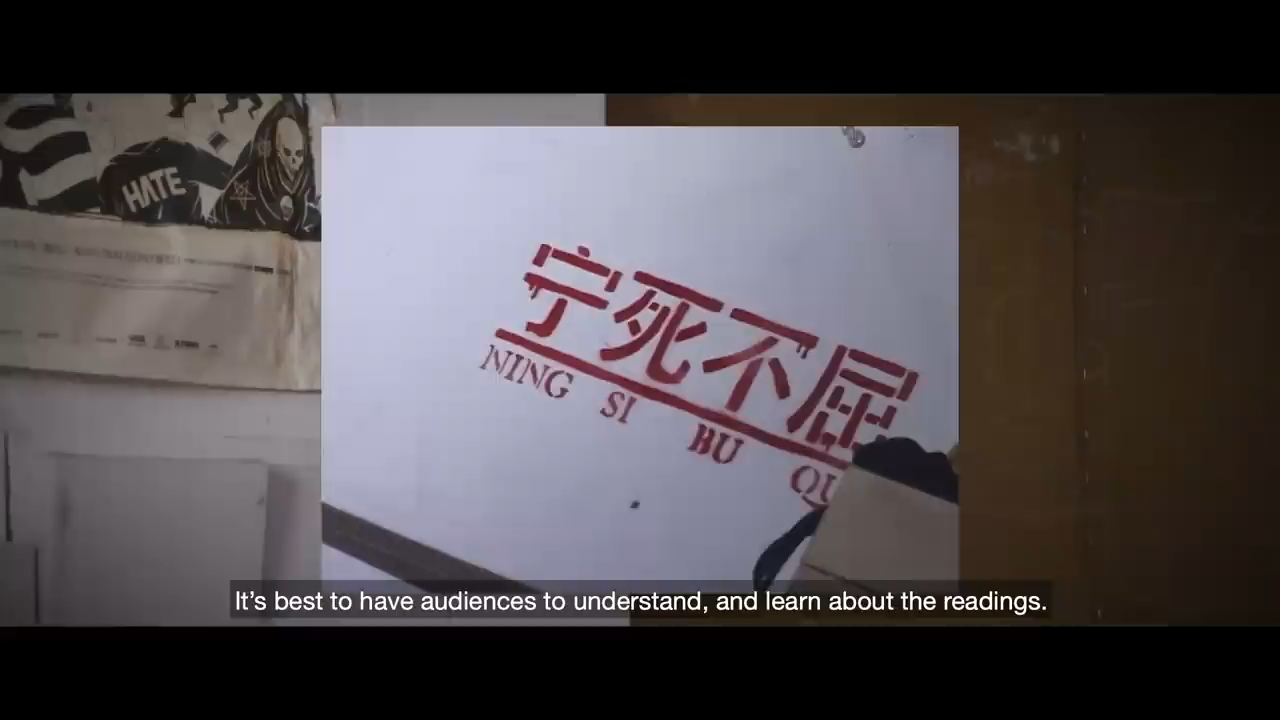 HATE
宁死不屈
NING SI BU QU
It’s best to have audiences to understand, and learn about the readings.